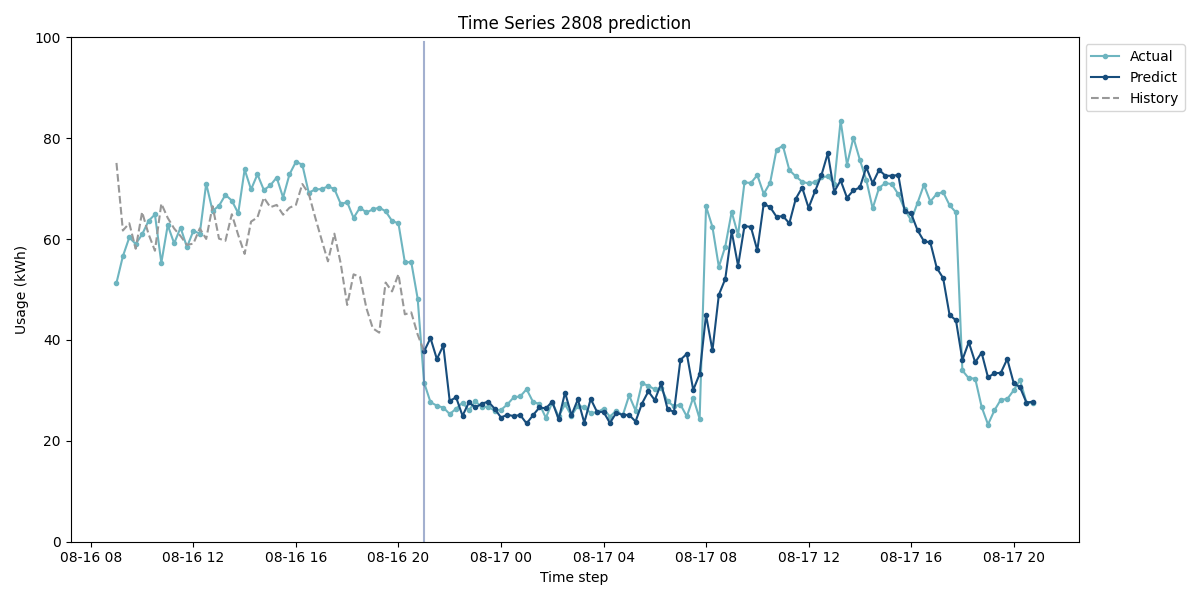 Time Series 2808 prediction
Usage (kWh)
100
80
60
40
20
0
08-16 08
08-16 12
08-16 16
08-16 20
08-17 00
08-17 04
08-17 08
08-17 12
08-17 16
08-17 20
Time step
Actual
Predict
History